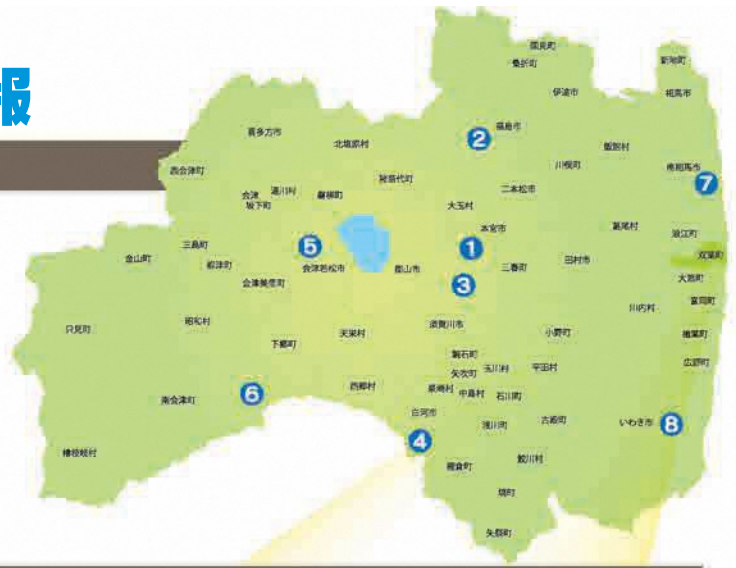 報
国見町
桑折町
新地町
伊達市
相馬市
2
福島市
喜多方市
北塩原村
飯舘村
川俣町
南相馬市
西会津町
猪苗代町
7
会津
坂下町
湯川村
磐梯町
二本松市
大玉村
本宮市
葛尾村
浪江町
三島町
5
1
双葉町
金山町
柳津町
会津若松市
郡山市
三春町
田村市
大熊町
会津美里町
3
富岡町
川内村
只見町
昭和村
天栄村
須賀川市
小野町
楢葉町
下郷町
鏡石町
広野町
矢吹町
玉川村
平田村
南会津町
6
西郷村
泉崎村
中島村
石川町
白河市
浅川町
古殿町
いわき市
8
4
檜枝岐村
棚倉町
鮫川村
塙町
矢祭町